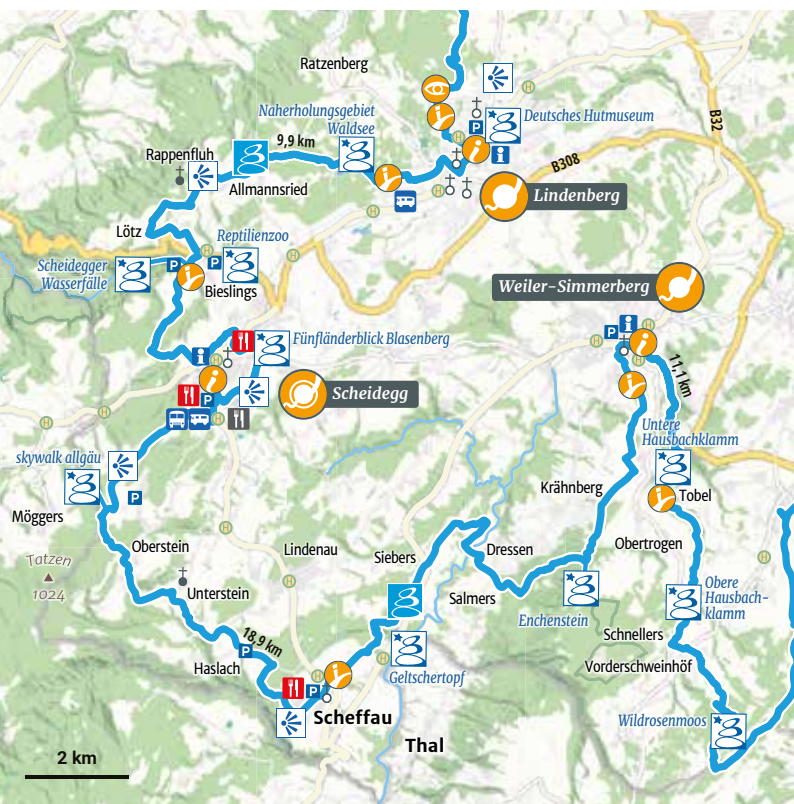 Ratzenberg
Naherholungsgebiet
Waldsee
Deutsches Hutmuseum
B32
9,9 km
B308
Rappenfluh
Allmannsried
Lindenberg
Lötz
Reptilienzoo
Scheidegger
Wasserfälle
Bieslings
Weiler-Simmerberg
Fünfländerblick Blasenberg
11,1 km
Scheidegg
Untere
Hausbachklamm
skywalk allgäu
Krähnberg
Tobel
Möggers
Oberstein
Lindenau
Siebers
Dressen
Obertrogen
Tatzen
1024
Unterstein
Salmers
Enchenstein
Obere
Hausbach-
klamm
Schnellers
18,9 km
Haslach
Vorderschweinhöf
Geltschertopf
Scheffau
Wildrosenmoos
Thal
2 km